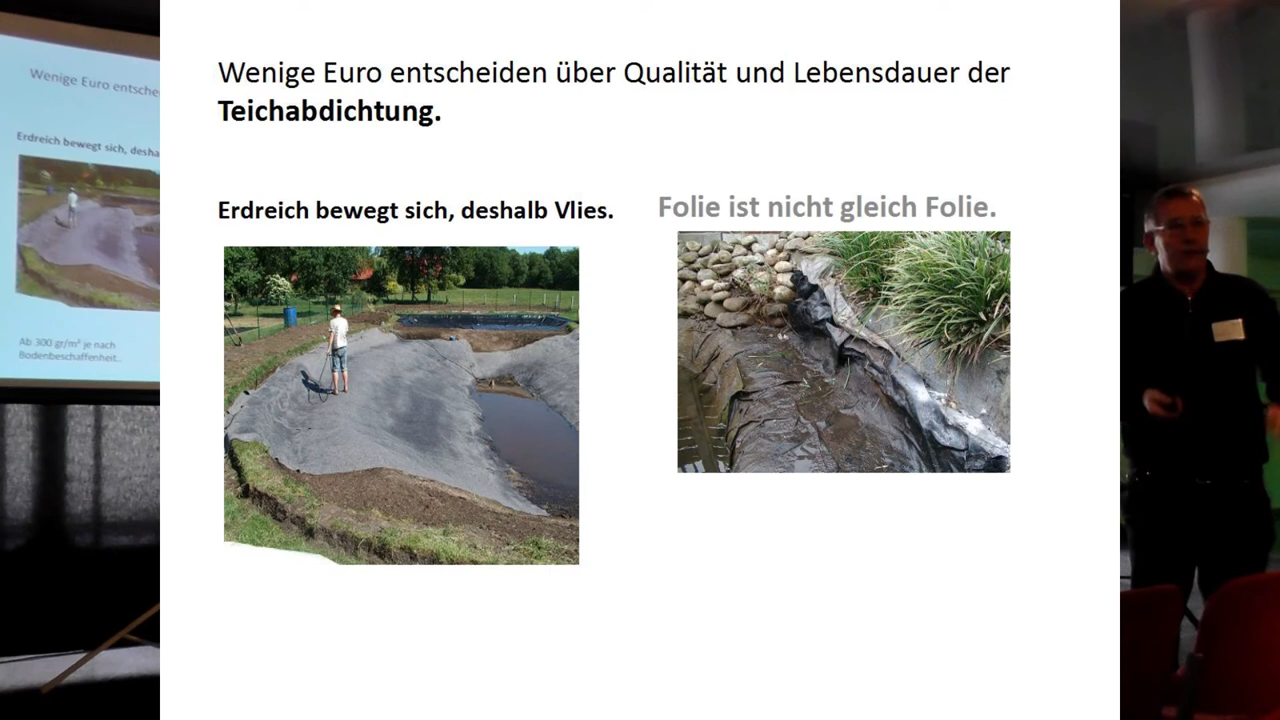 Wenige Euro entscheiden über Qualität und Lebensdauer der
Teichabdichtung.
Erdreich bewegt sich, deshalb Vlies.
Folie ist nicht gleich Folie.
Wenige Euro entsche
Erdreich bewegt sich, desha
Ab 300 gr/m² je nach
Bodenbeschaffenheit..